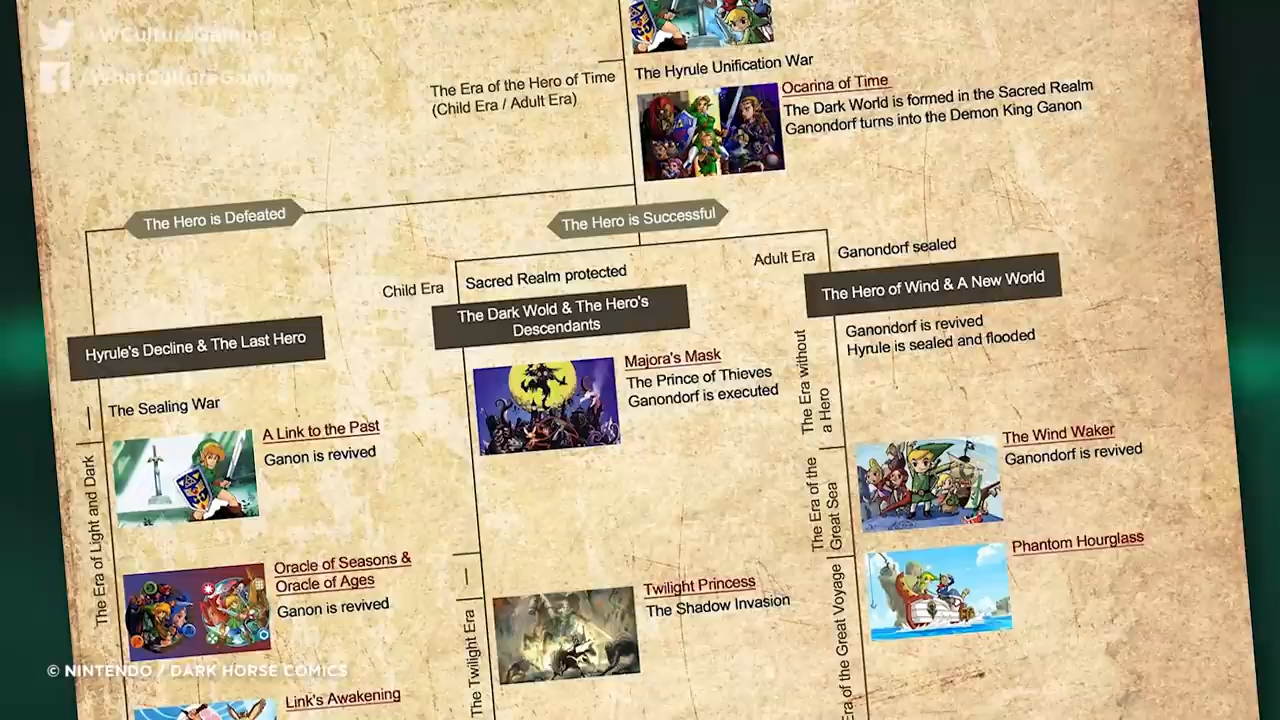 @WCultureGaming
/WhatCultureGaming
The Era of the Hero of Time
(Child Era / Adult Era)
The Hyrule Unification War
Ocarina of Time
The Dark World is formed in the Sacred Realm
Ganondorf turns into the Demon King Ganon
The Hero is Defeated
The Hero is Successful
Child Era
Sacred Realm protected
Adult Era
Ganondorf sealed
Hyrule's Decline & The Last Hero
The Dark Wold & The Hero's
Descendants
The Hero of Wind & A New World
The Sealing War
A Link to the Past
Ganon is revived
The Era of Light and Dark
Oracle of Seasons &
Oracle of Ages
Ganon is revived
Link's Awakening
Majora's Mask
The Prince of Thieves
Ganondorf is executed
Twilight Princess
The Shadow Invasion
The Twilight Era
Ganondorf is revived
Hyrule is sealed and flooded
The Era without
a Hero
The Wind Waker
Ganondorf is revived
The Era of the
Great Sea
Phantom Hourglass
Era of the Great Voyage
© NINTENDO / DARK HORSE COMICS